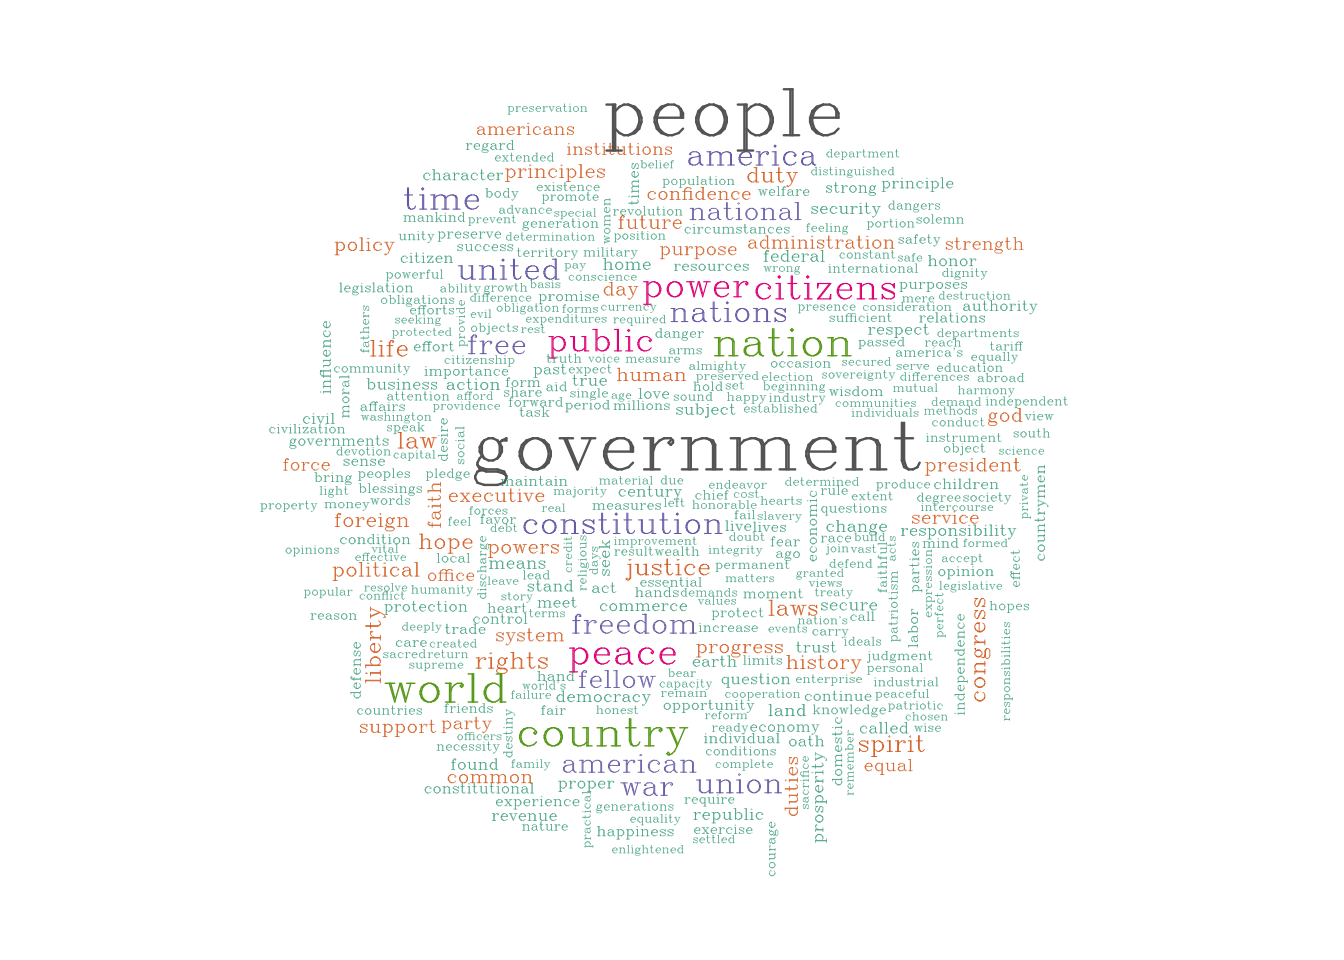 people
preservation
americans
regard
institutions
extended
belief
america
department
character
principles
times
population
duty
distinguished
time
body
existence
promote
confidence
welfare
strong
principle
mankind
prevent
advance
special
women
revolution
national
security
dangers
portion
solemn
unity
preserve
generation
future
circumstances
feeling
policy
citizen
success
determination
position
purpose
administration
safety
strength
territory
military
federal
constant
safe
honor
powerful
united
pay
home
resources
wrong
international
dignity
conscience
legislation
ability
growth
basis
day
power
citizens
purposes
obligations
difference
promise
mere
destruction
efforts
provide
evil
obligation
forms
currency
nations
presence
consideration
authority
fathers
seeking
expenditures
required
sufficient
relations
protected
objects
rest
public
danger
nation
respect
departments
influence
life
effort
free
arms
passed
reach
tariff
citizenship
truth
voice
measure
almighty
occasion
america's
equally
community
importance
past
expect
human
preserved
election
secured
serve
education
moral
business
action
form
aid
true
hold
set
beginning
sovereignty
differences
abroad
attention
afford
share
single
age
love
sound
happy
industry
wisdom
mutual
harmony
affairs
providence
forward
period
millions
subject
established
communities
demand
independent
civil
washington
task
individuals
methods
god
view
civilization
speak
desire
social
government
conduct
south
governments
law
instrument
devotion
capital
object
science
force
sense
president
bring
peoples
pledge
maintain
material
due
endeavor
determined
produce
children
countrymen
light
blessings
faith
executive
majority
century
chief
cost
hearts
rule
extent
degree
society
private
property
money
words
forces
real
measures
left
honorable
economic
questions
intercourse
foreign
feel
favor
debt
constitution
fail
slavery
change
service
condition
live
lives
responsibility
opinions
vital
hope
powers
improvement
doubt
fear
race
build
mind
formed
effective
local
credit
religious
days
seek
result
wealth
integrity
ago
join
vast
faithful
acts
parties
accept
effect
political
office
discharge
means
justice
permanent
defend
expression
opinion
lead
matters
granted
popular
resolve
humanity
leave
stand
act
essential
views
patriotism
legislative
conflict
story
hands
demands
moment
treaty
perfect
reason
liberty
protection
heart
meet
commerce
values
laws
secure
labor
independence
congress
hopes
control
terms
protect
nation's
call
responsibilities
deeply
trade
freedom
increase
events
carry
care
created
system
progress
trust
ideals
defense
sacred
return
rights
peace
earth
limits
history
judgment
supreme
hand
bear
personal
world
world's
fellow
capacity
question
enterprise
industrial
failure
democracy
remain
cooperation
continue
peaceful
countries
friends
fair
honest
opportunity
land
knowledge
patriotic
support
party
destiny
country
reform
chosen
officers
ready
economy
called
wise
necessity
individual
oath
domestic
spirit
conditions
remember
found
family
american
complete
equal
common
duties
sacrifice
prosperity
constitutional
proper
war
union
experience
practical
generations
require
revenue
equality
republic
nature
happiness
exercise
settled
courage
enlightened